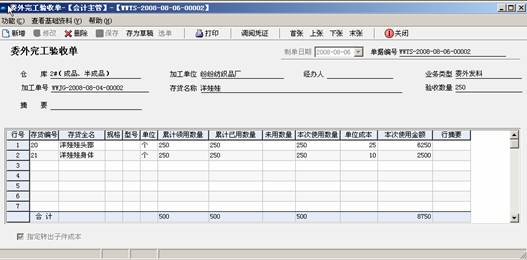 委外完工验收单-【会计主管】-【WWTS-2008-08-06-00002】
功能(C) 查看基础资料(Y) 帮助(H)
新增 修改 删除 保存 存为草稿 选单 打印 调阅凭证 首张 上张 下张 末张 关闭
委外完工验收单
制单日期 2008-08-06 单据编号 WWTS-2008-08-06-00002
仓 库 2#(成品、半成品) 加工单位 纷纷纺织品厂 经办人 业务类型 委外发料
加工单号 WWJG-2008-08-04-00002 存货名称 洋娃娃 验收数量 250
摘 要
行号 存货编号 存货全名 规格 型号 单位 累计领用数量 累计已用数量 未用数量 本次使用数量 单位成本 本次使用金额 行摘要
1 20 洋娃娃头部 个 250 250 250 25 6250
2 21 洋娃娃身体 个 250 250 250 10 2500
3
4
5
6
7
合 计 500 500 500 8750
指定转出子件成本